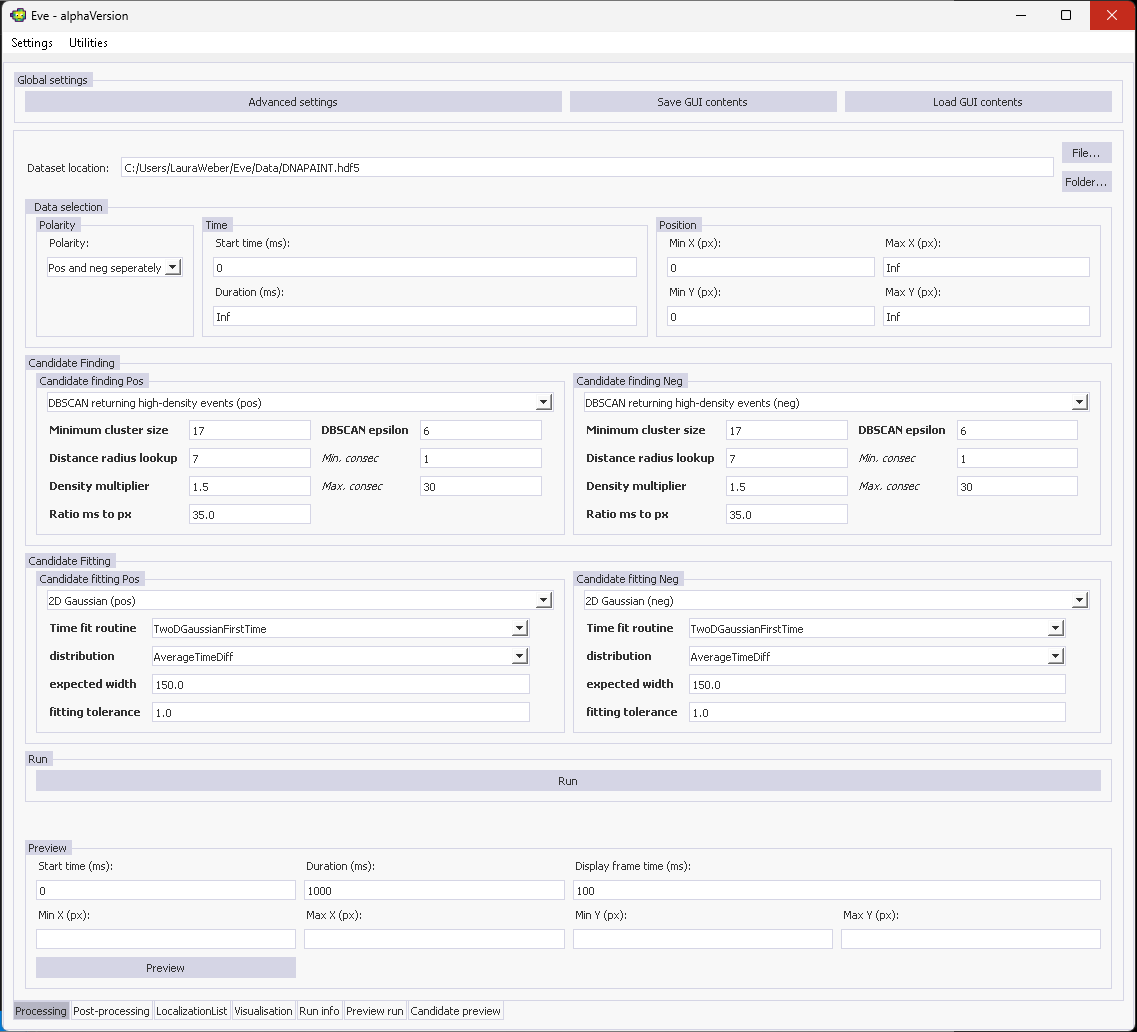 Eve - alphaVersion
Settings Utilities
Global settings
Advanced settings Save GUI contents Load GUI contents
File...
Dataset location: C:/Users/LauraWeber/Eve/Data/DNAPAINT.hdf5
Folder...
Data selection
Polarity Time Position
Polarity: Start time (ms): Min X (px): Max X (px):
Pos and neg seperately 0 0 Inf
Duration (ms): Min Y (px): Max Y (px):
Inf 0 Inf
Candidate Finding
Candidate finding Pos Candidate finding Neg
DBSCAN returning high-density events (pos) DBSCAN returning high-density events (neg)
Minimum cluster size 17 DBSCAN epsilon 6 Minimum cluster size 17 DBSCAN epsilon 6
Distance radius lookup 7 Min. consec 1 Distance radius lookup 7 Min. consec 1
Density multiplier 1.5 Max. consec 30 Density multiplier 1.5 Max. consec 30
Ratio ms to px 35.0 Ratio ms to px 35.0
Candidate Fitting
Candidate fitting Pos Candidate fitting Neg
2D Gaussian (pos) 2D Gaussian (neg)
Time fit routine TwoDGaussianFirstTime Time fit routine TwoDGaussianFirstTime
distribution AverageTimeDiff distribution AverageTimeDiff
expected width 150.0 expected width 150.0
fitting tolerance 1.0 fitting tolerance 1.0
Run
Run
Preview
Start time (ms): Duration (ms): Display frame time (ms):
0 1000 100
Min X (px): Max X (px): Min Y (px): Max Y (px):
Preview
Processing Post-processing LocalizationList Visualisation Run info Preview run Candidate preview